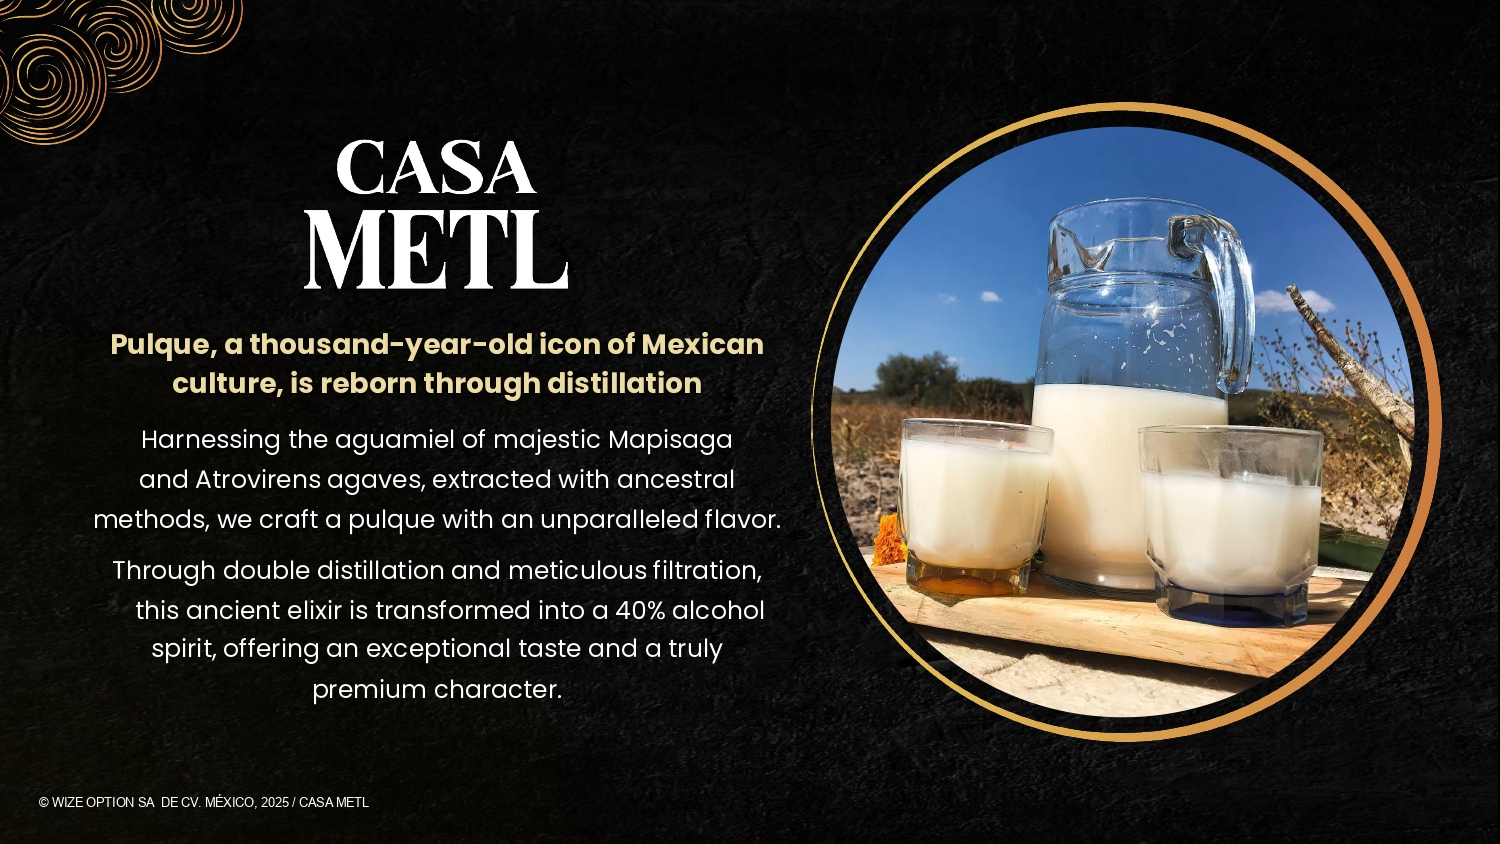 CASA
METL
Pulque, a thousand-year-old icon of Mexican
culture, is reborn through distillation
Harnessing the aguamiel of majestic Mapisaga
and Atrovirens agaves, extracted with ancestral
methods, we craft a pulque with an unparalleled flavor.
Through double distillation and meticulous filtration,
this ancient elixir is transformed into a 40% alcohol
spirit, offering an exceptional taste and a truly
premium character.
© WIZE OPTION SA DE CV. MÉXICO, 2025 / CASA METL